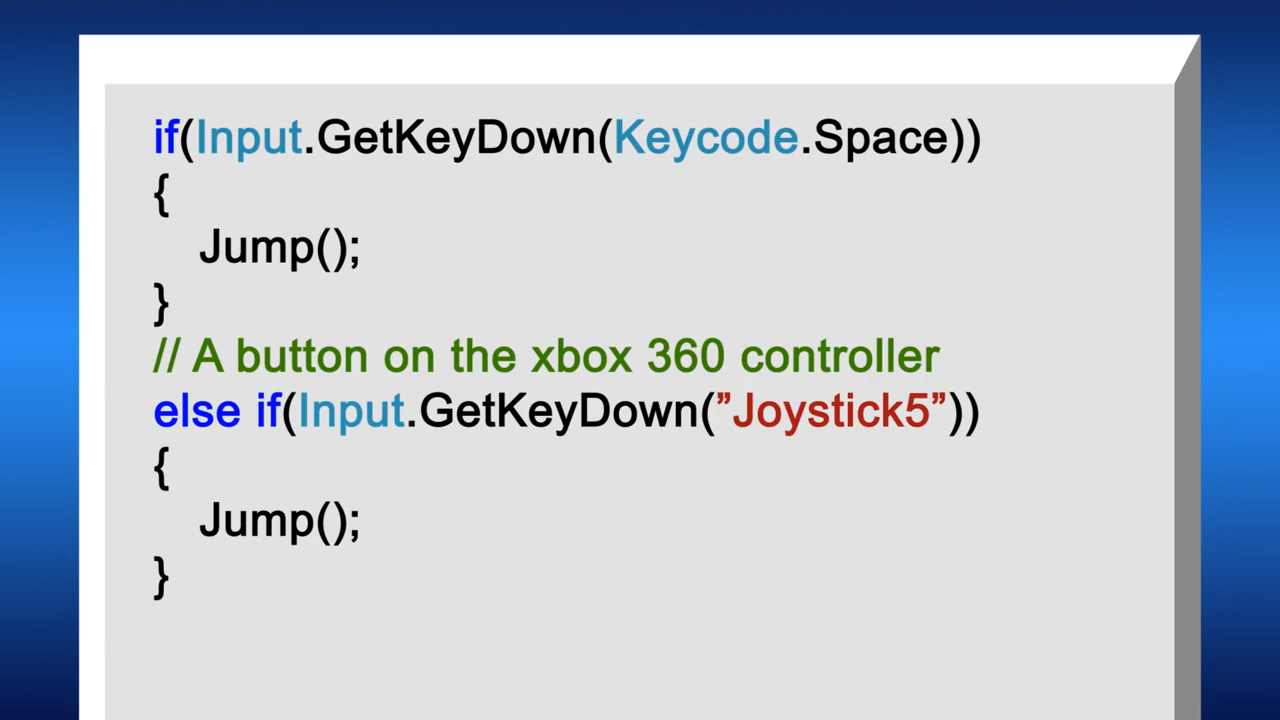 if(Input.GetKeyDown(Keycode.Space))
{
    Jump();
}
// A button on the xbox 360 controller
else if(Input.GetKeyDown(”Joystick5”))
{
    Jump();
}